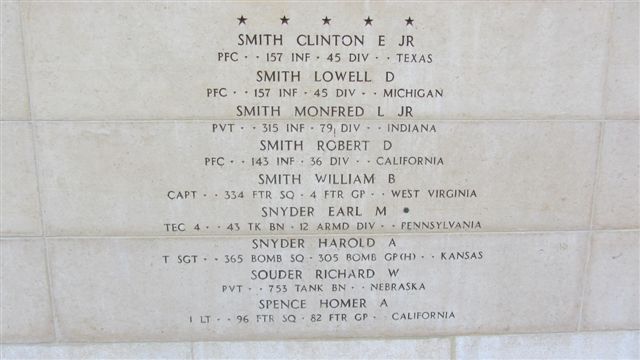 ★ ★ ★ ★ ★
SMITH CLINTON E JR
PFC · · 157 INF · 45 DIV · · TEXAS
SMITH LOWELL D
PFC · · 157 INF · 45 DIV · · MICHIGAN
SMITH MONFRED L JR
PVT · · 315 INF · 79 DIV · · INDIANA
SMITH ROBERT D
PFC · · 143 INF · 36 DIV · · CALIFORNIA
SMITH WILLIAM B
CAPT · · 334 FTR SQ · 4 FTR GP · · WEST VIRGINIA
SNYDER EARL M •
TEC 4 · · 43 TK BN · 12 ARMD DIV · · PENNSYLVANIA
SNYDER HAROLD A
T SGT · · 365 BOMB SQ · 305 BOMB GP(H) · · KANSAS
SOUDER RICHARD W
PVT · · 753 TANK BN · · NEBRASKA
SPENCE HOMER A
1 LT · · 96 FTR SQ · 82 FTR GP · · CALIFORNIA